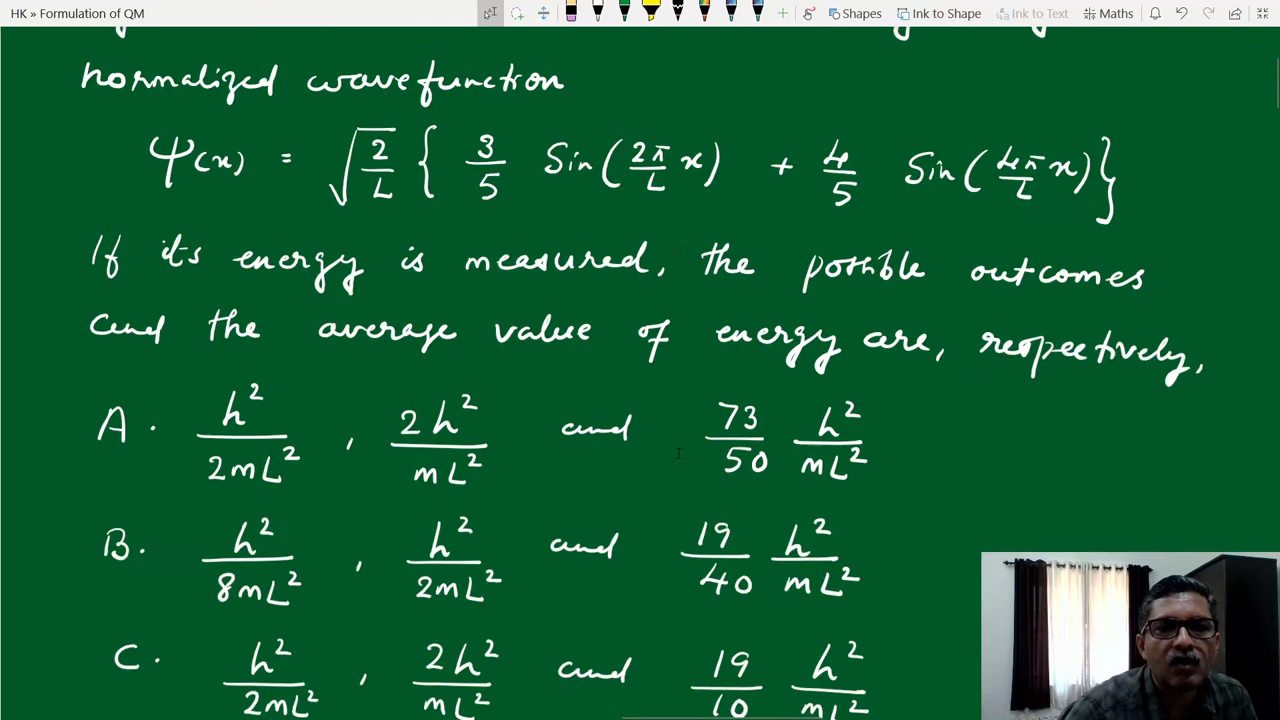 HK » Formulation of QM
Shapes Ink to Shape Ink to Text Maths
normalized wavefunction
Ψ(x) = √(2/L) { 3/5 Sin(2π/L x) + 4/5 Sin(4π/L x)}
If its energy is measured, the possible outcomes
and the average value of energy are, respectively,
A. h²/2mL² , 2h²/mL² and 73/50 h²/mL²
B. h²/8mL² , h²/2mL² and 19/40 h²/mL²
C. h²/2mL² , 2h²/mL² and 19/10 h²/mL²